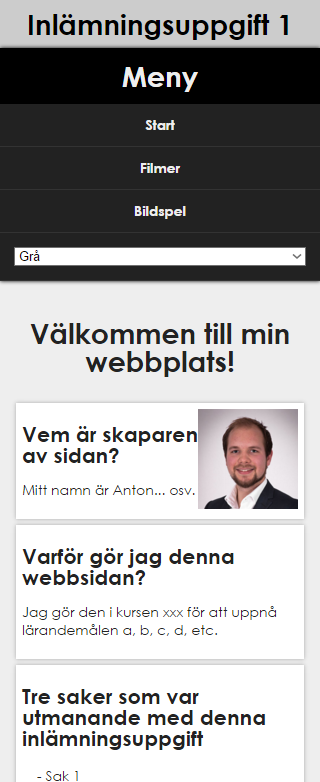 Inlämningsuppgift 1
Meny
Start
Filmer
Bildspel
Grå
Välkommen till min
webbplats!
Vem är skaparen
av sidan?
Mitt namn är Anton... osv.
Varför gör jag denna
webbsidan?
Jag gör den i kursen xxx för att uppnå
lärandemålen a, b, c, d, etc.
Tre saker som var
utmanande med denna
inlämningsuppgift
- Sak 1